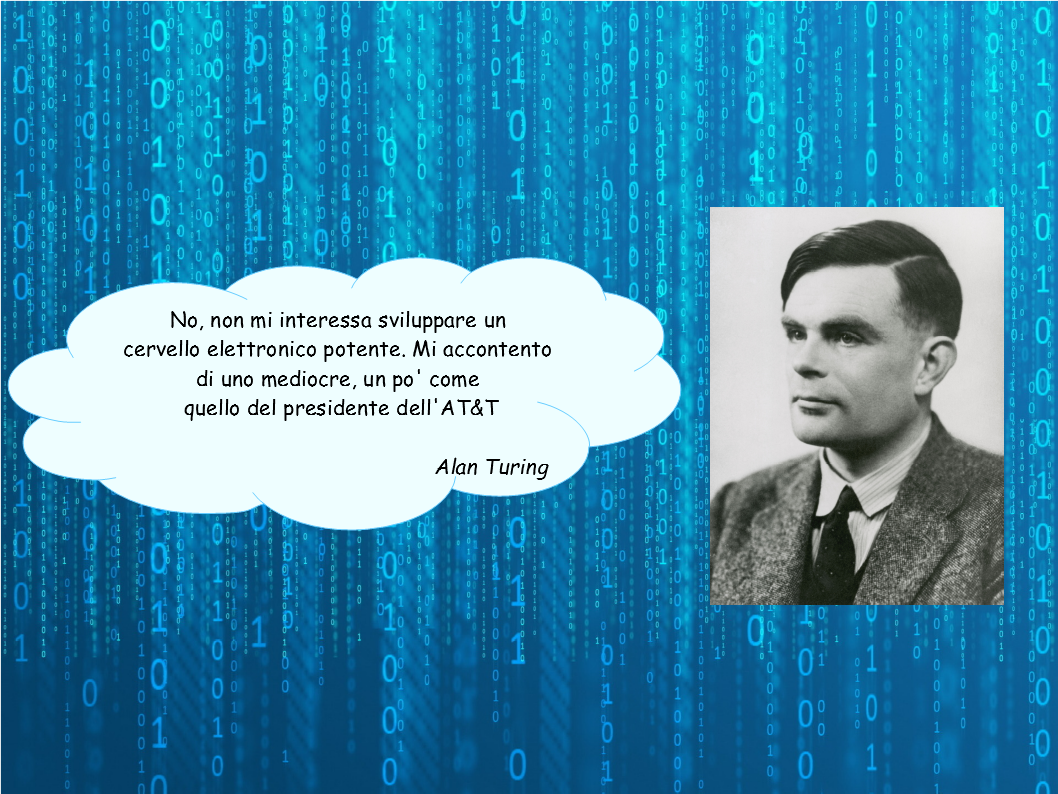 No, non mi interessa sviluppare un
cervello elettronico potente. Mi accontento
di uno mediocre, un po' come
quello del presidente dell'AT&T
Alan Turing